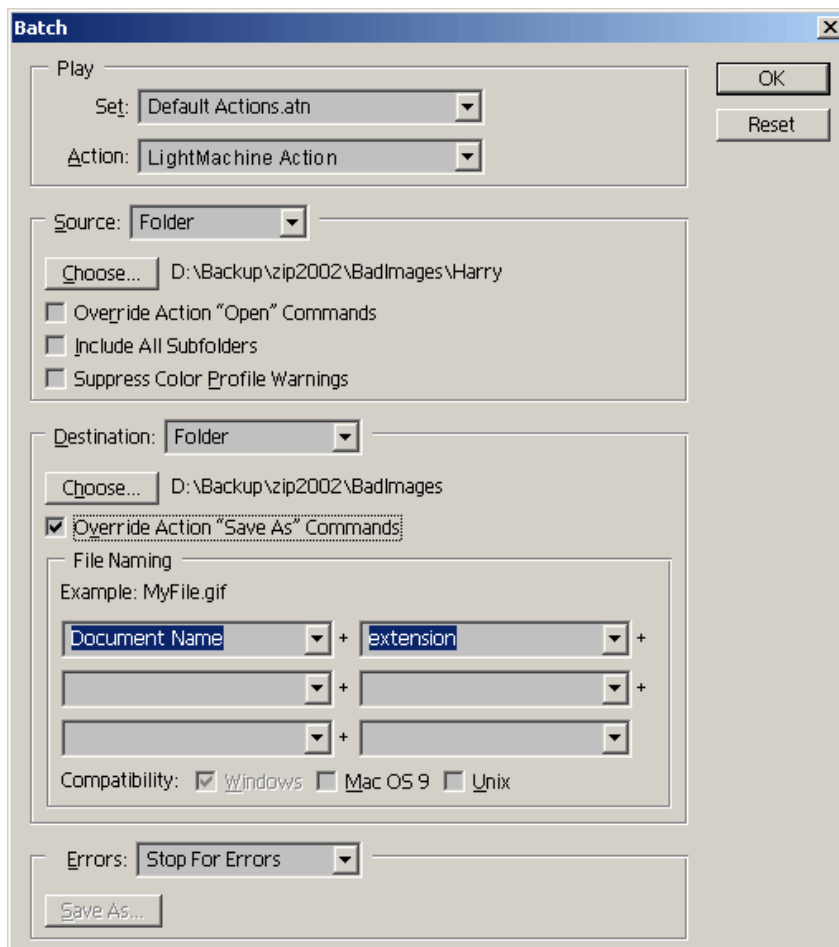 Batch
Play
Set: Default Actions.atn
Action: LightMachine Action
OK
Reset
Source: Folder
Choose... D:\Backup\zip2002\BadImages\Harry
Override Action “Open” Commands
Include All Subfolders
Suppress Color Profile Warnings
Destination: Folder
Choose... D:\Backup\zip2002\BadImages
Override Action “Save As” Commands
File Naming
Example: MyFile.gif
Document Name + extension +
+ +
+
Compatibility: Windows Mac OS 9 Unix
Errors: Stop For Errors
Save As...